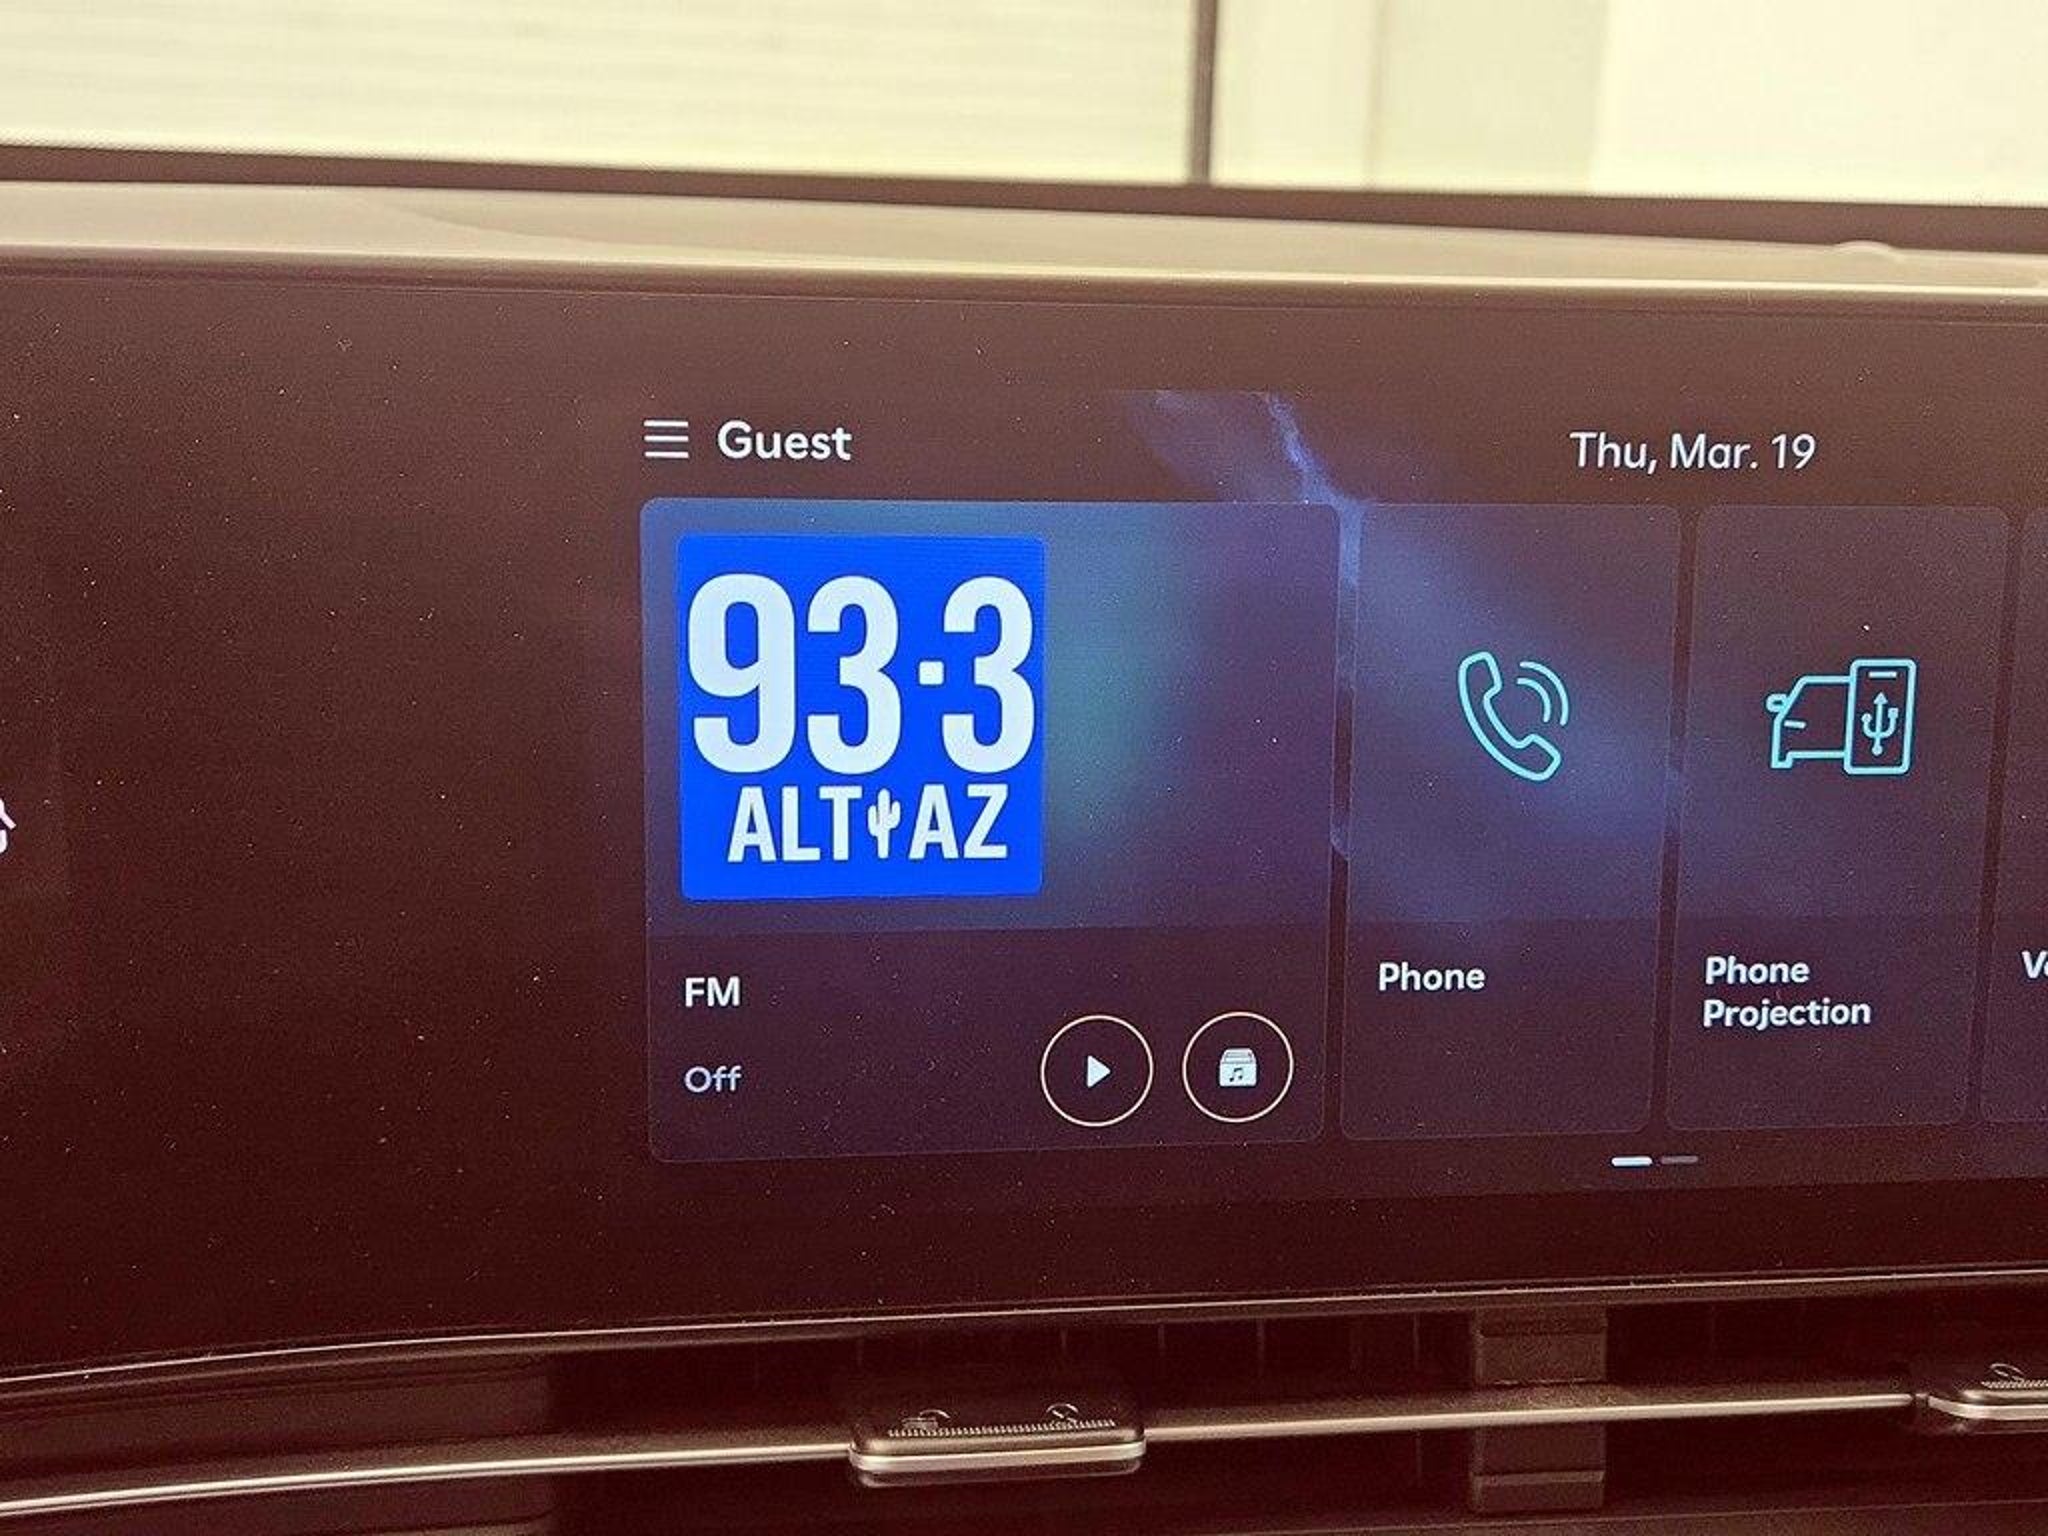 Guest
Thu, Mar. 19
93.3
ALT AZ
FM
Off
Phone
Phone
Projection